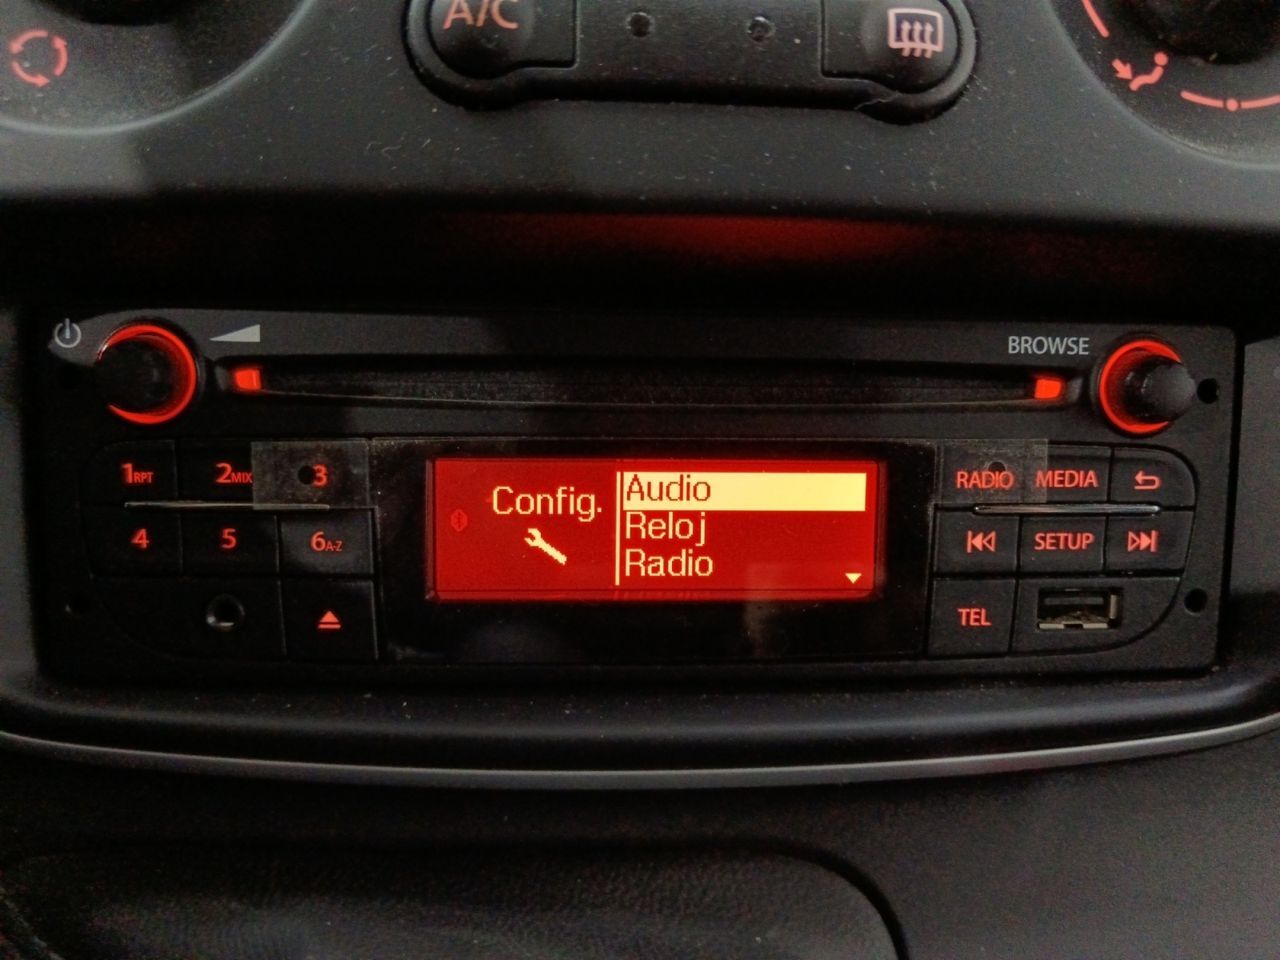 A/C
BROWSE
1RPT 2MIX 3
4 5 6A-Z
Config.
Audio
Reloj
Radio
RADIO MEDIA
SETUP
TEL